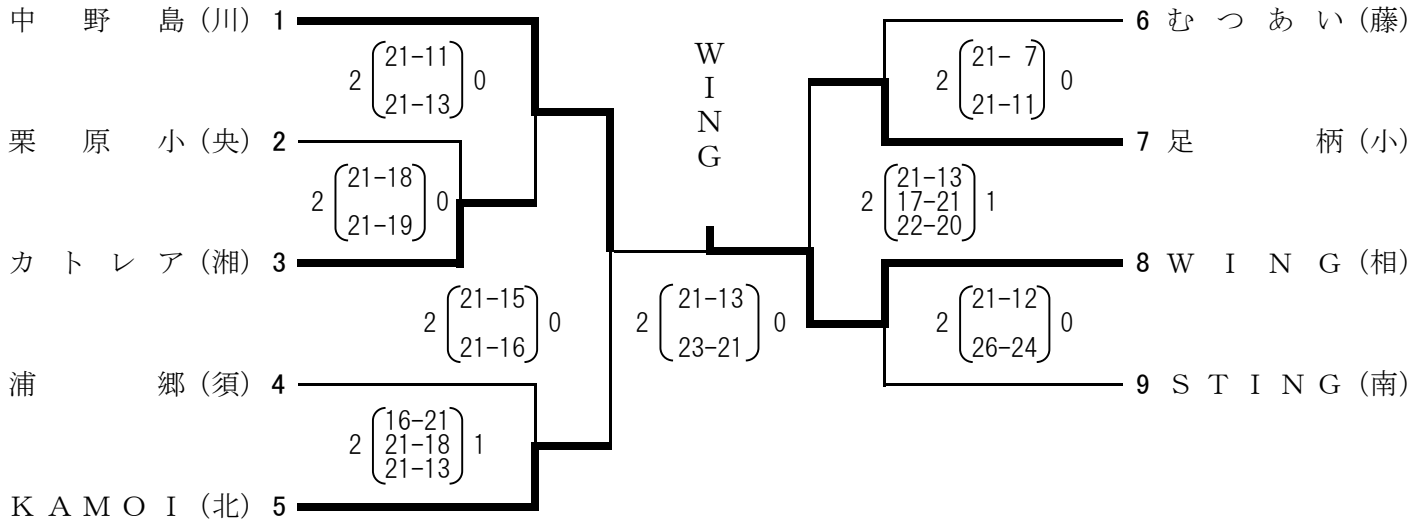 中野島（川） 1
2 21-11 0
21-13
栗原小（央） 2
2 21-18 0
21-19
カトレア（湘） 3
2 21-15 0
21-16
浦郷（須） 4
2 16-21 1
21-18
21-13
KAMOI（北） 5
WING
2 21-13 0
23-21
6 むつあい（藤）
2 21- 7 0
21-11
7 足柄（小）
2 21-13 1
17-21
22-20
8 WING（相）
2 21-12 0
26-24
9 STING（南）